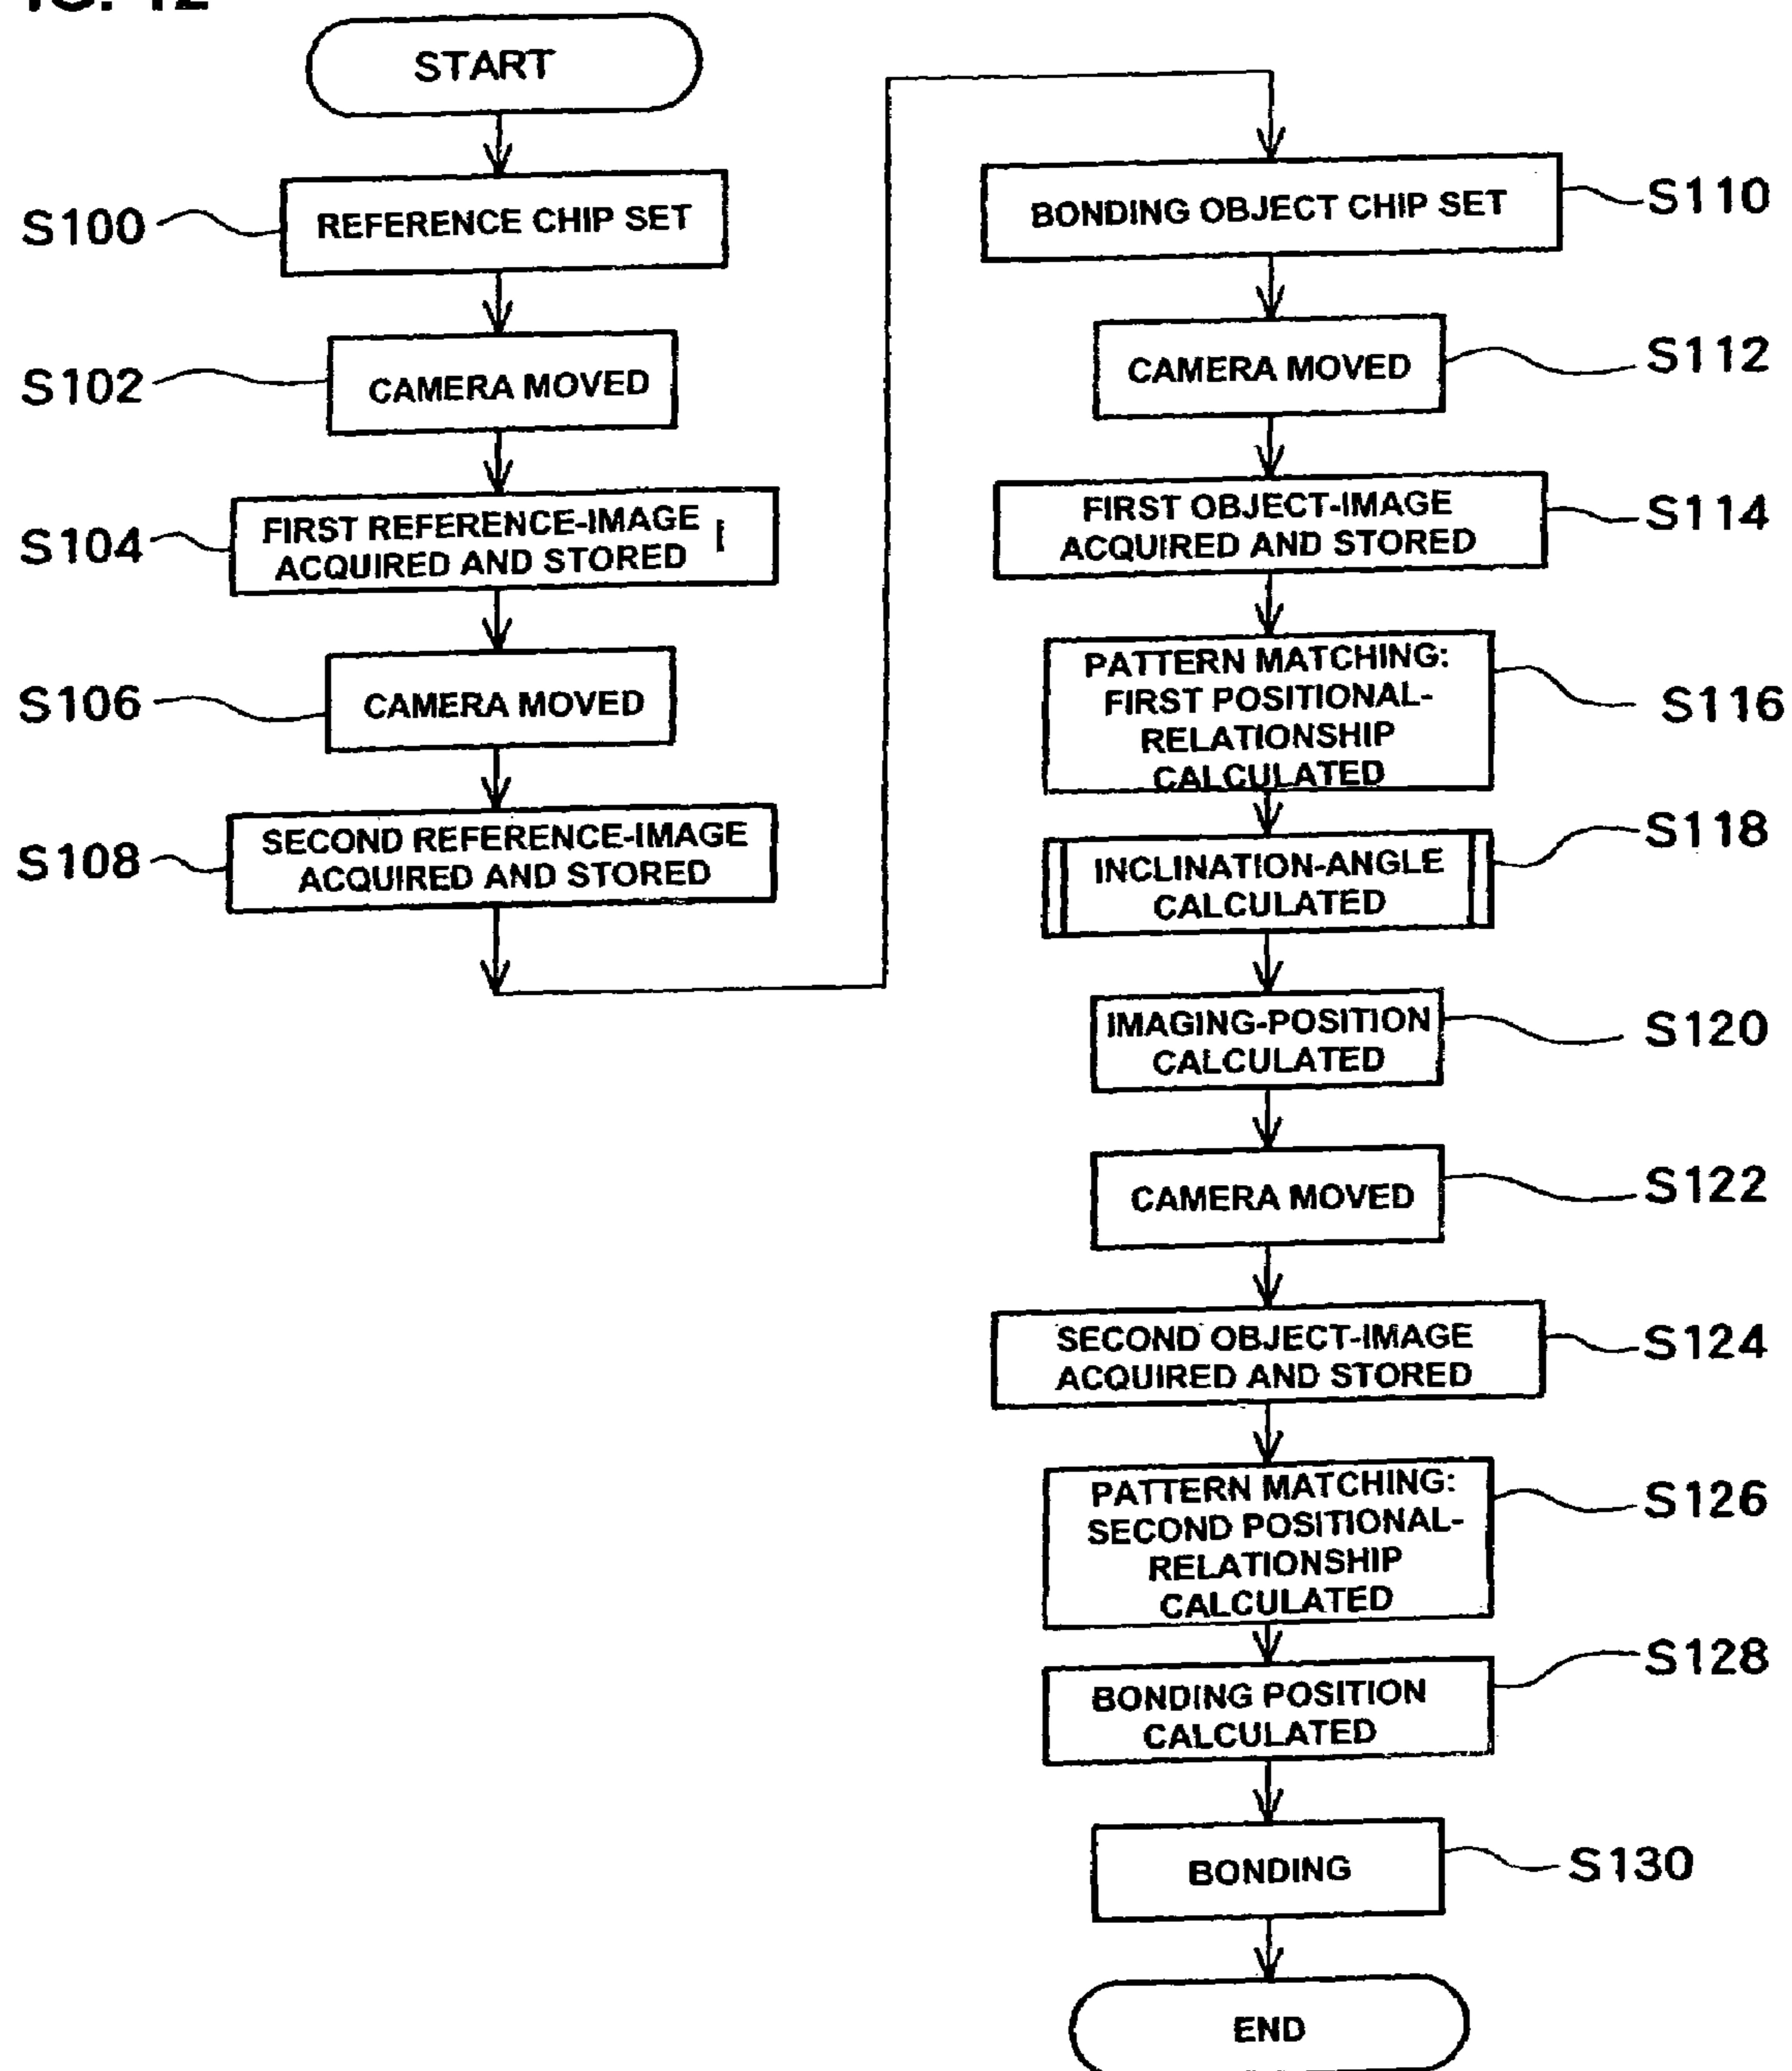 START
S100
REFERENCE CHIP SET
S102
CAMERA MOVED
S104
FIRST REFERENCE-IMAGE
ACQUIRED AND STORED
S106
CAMERA MOVED
S108
SECOND REFERENCE-IMAGE
ACQUIRED AND STORED
BONDING OBJECT CHIP SET
S110
CAMERA MOVED
S112
FIRST OBJECT-IMAGE
ACQUIRED AND STORED
S114
PATTERN MATCHING:
FIRST POSITIONAL-
RELATIONSHIP
CALCULATED
S116
INCLINATION-ANGLE
CALCULATED
S118
IMAGING-POSITION
CALCULATED
S120
CAMERA MOVED
S122
SECOND OBJECT-IMAGE
ACQUIRED AND STORED
S124
PATTERN MATCHING:
SECOND POSITIONAL-
RELATIONSHIP
CALCULATED
S126
BONDING POSITION
CALCULATED
S128
BONDING
S130
END